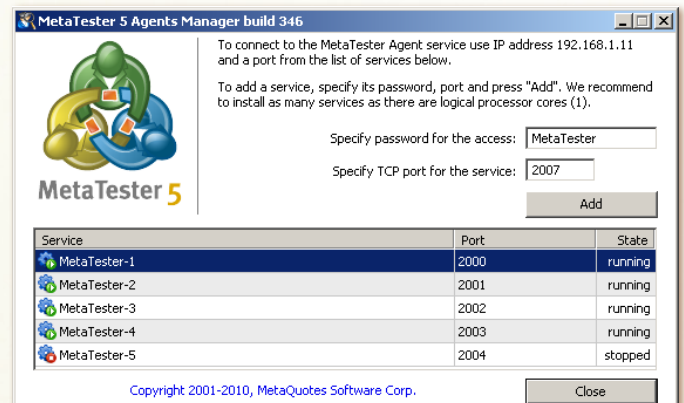 MetaTester 5 Agents Manager build 346
To connect to the MetaTester Agent service use IP address 192.168.1.11
and a port from the list of services below.
To add a service, specify its password, port and press "Add". We recommend
to install as many services as there are logical processor cores (1).
Specify password for the access: MetaTester
Specify TCP port for the service: 2007
MetaTester 5
Add
Service Port State
MetaTester-1 2000 running
MetaTester-2 2001 running
MetaTester-3 2002 running
MetaTester-4 2003 running
MetaTester-5 2004 stopped
Copyright 2001-2010, MetaQuotes Software Corp. Close